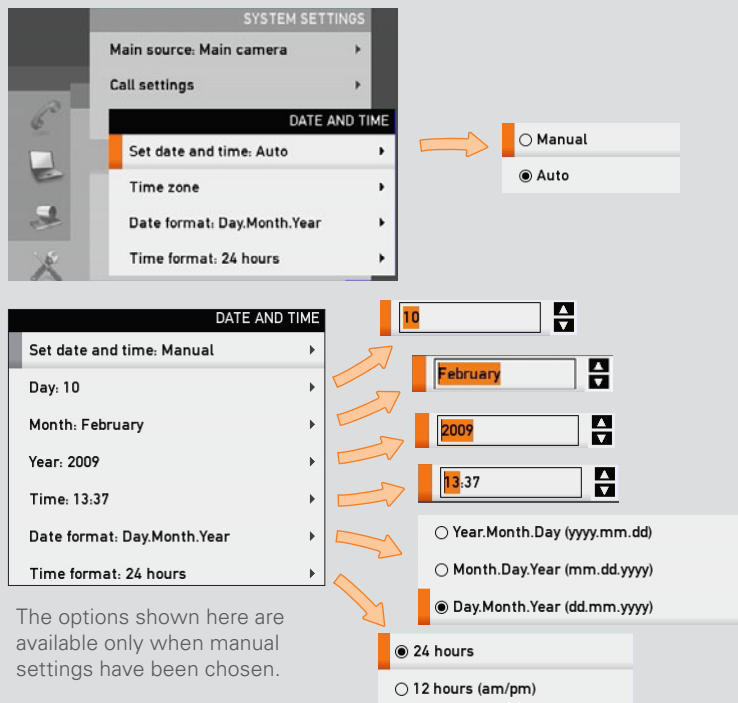 SYSTEM SETTINGS
Main source: Main camera
Call settings
DATE AND TIME
Set date and time: Auto
Time zone
Date format: Day.Month.Year
Time format: 24 hours
Manual
Auto
DATE AND TIME
Set date and time: Manual
Day: 10
Month: February
Year: 2009
Time: 13:37
Date format: Day.Month.Year
Time format: 24 hours
10
February
2009
13:37
Year.Month.Day (yyyy.mm.dd)
Month.Day.Year (mm.dd.yyyy)
Day.Month.Year (dd.mm.yyyy)
24 hours
12 hours (am/pm)
The options shown here are
available only when manual
settings have been chosen.